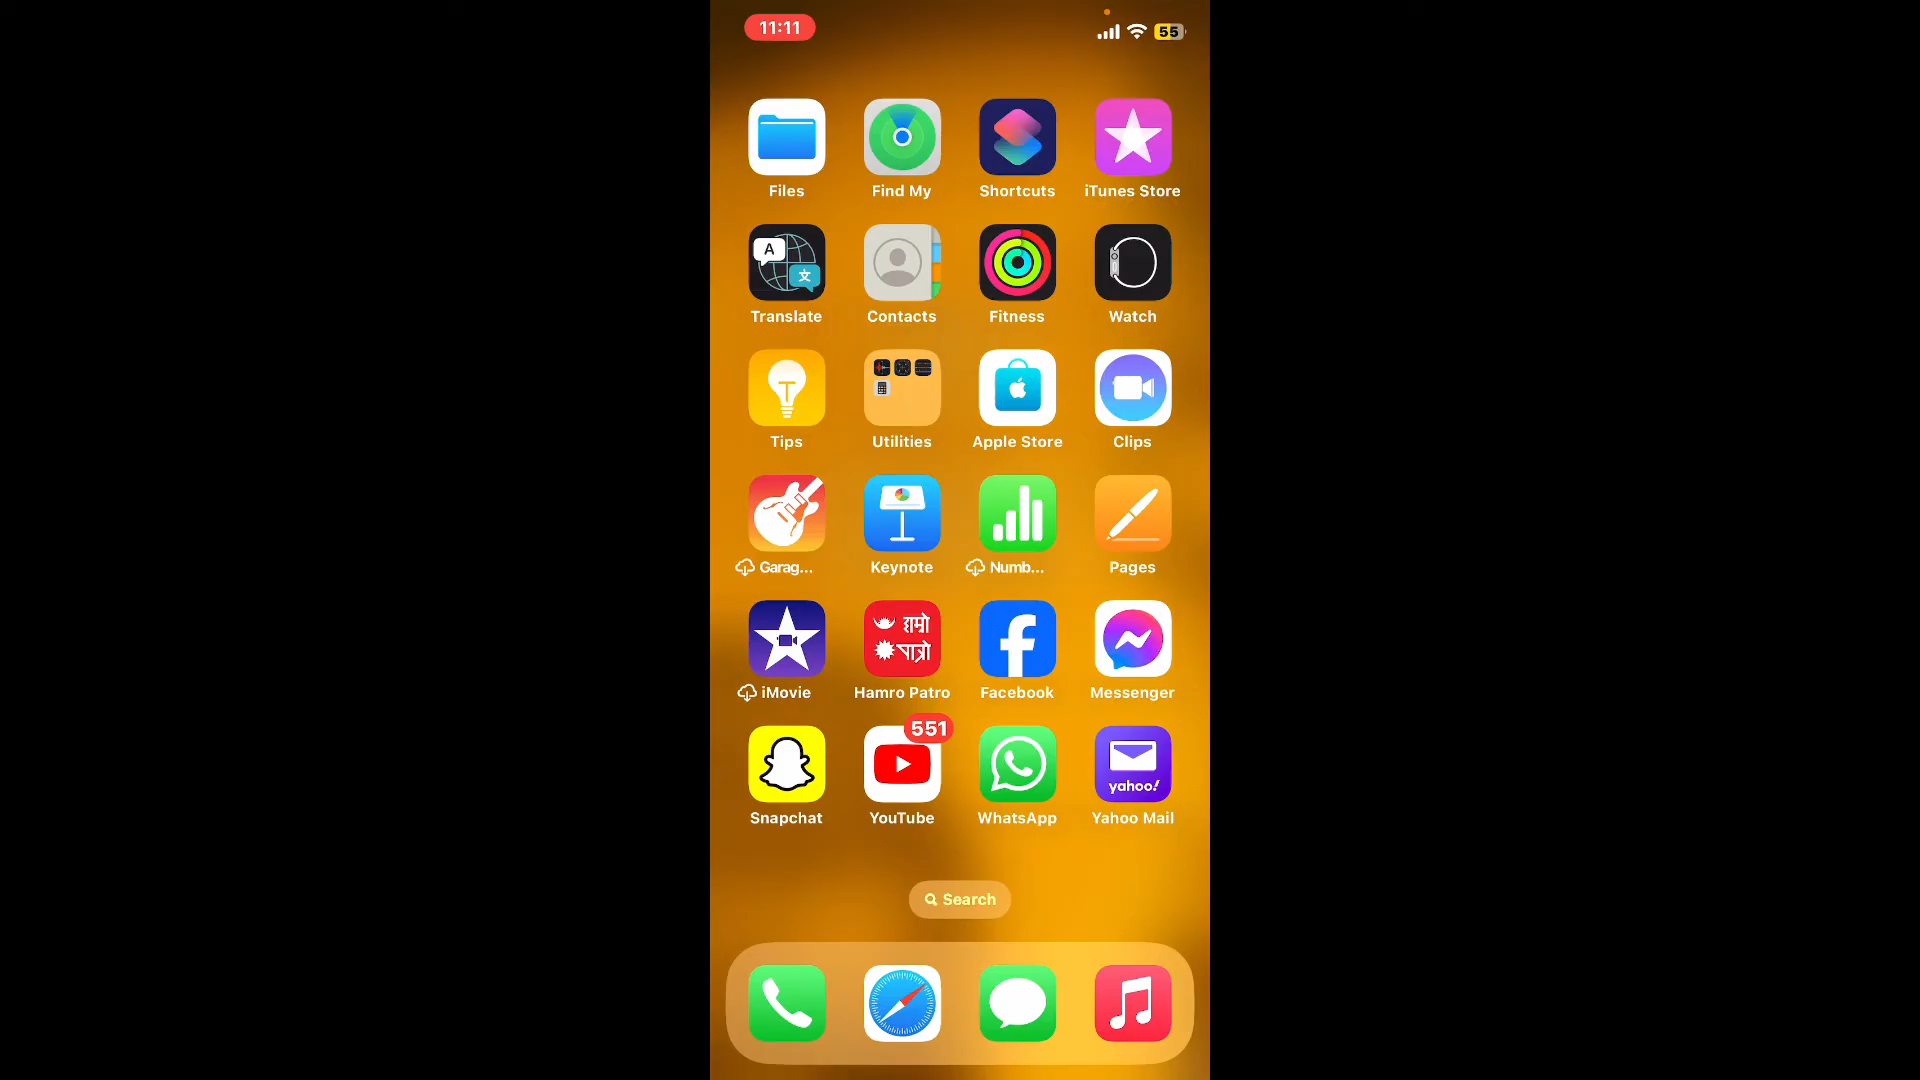 11:11
55
Files Find My Shortcuts iTunes Store
A
文
Translate Contacts Fitness Watch
Tips Utilities Apple Store Clips
Garag... Keynote Numb... Pages
हाम्रो
पात्रो
iMovie Hamro Patro Facebook Messenger
551
yahoo!
Snapchat YouTube WhatsApp Yahoo Mail
Search